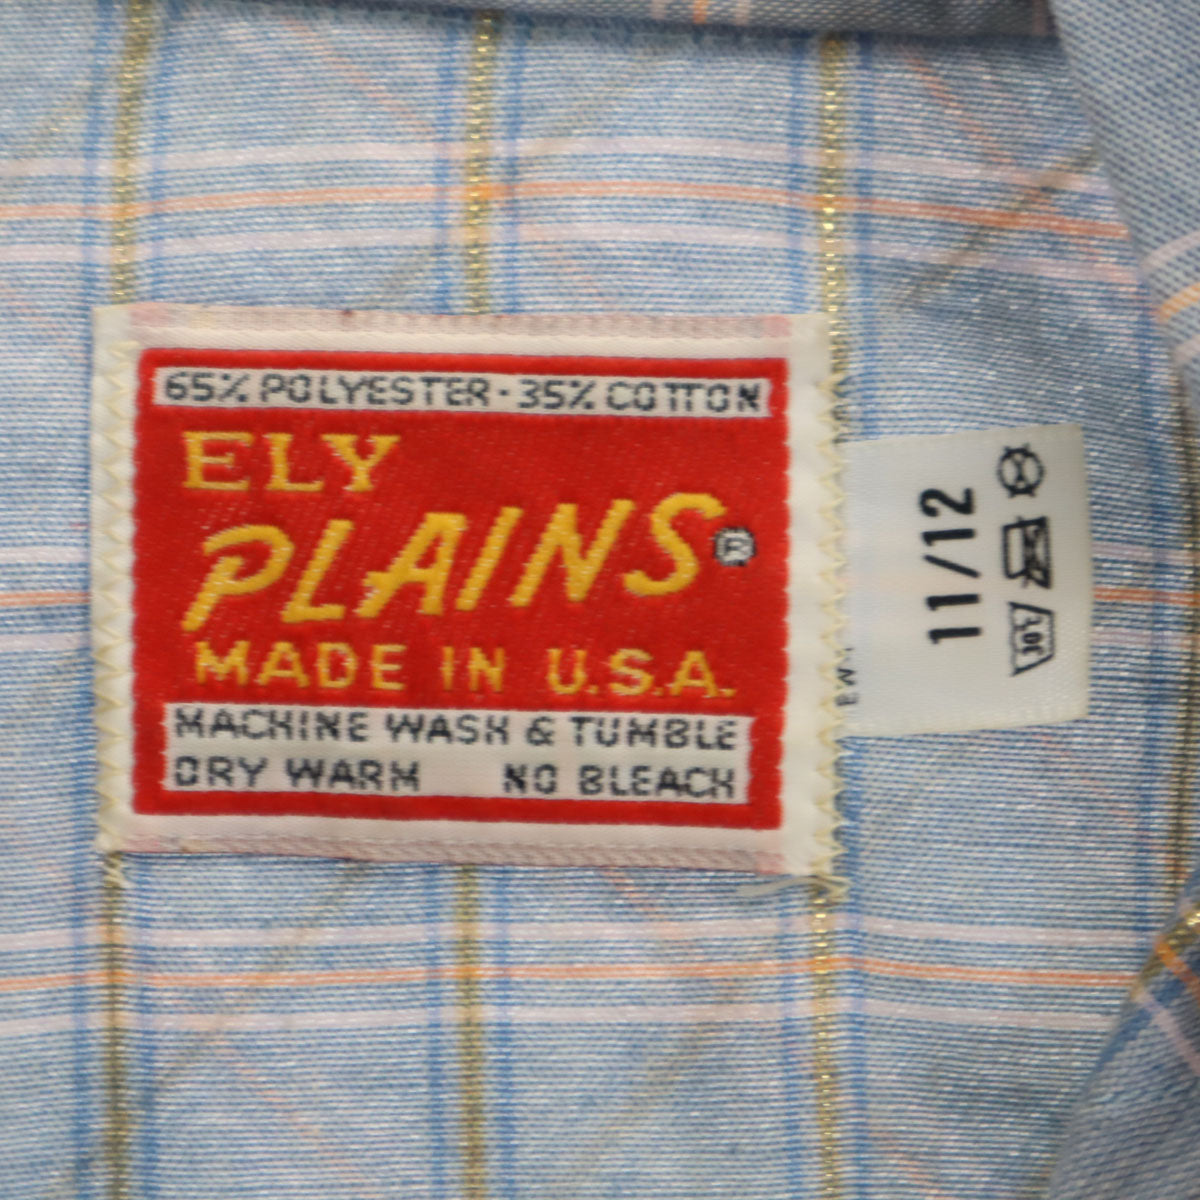 65% POLYESTER · 35% COTTON
ELY
PLAINS®
MADE IN U.S.A.
MACHINE WASH & TUMBLE
DRY WARM NO BLEACH
11/12